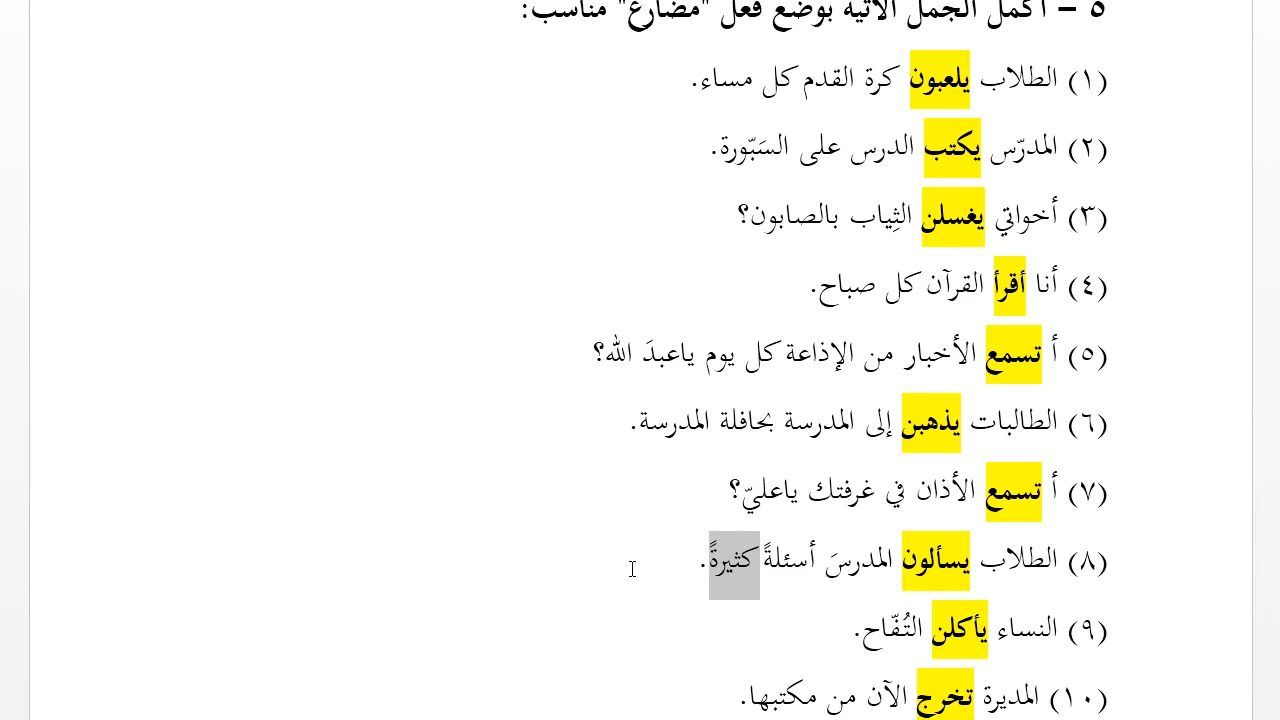 ٥ – أكمل الجمل الآتية بوضع فعل "مضارع" مناسب:
(١) الطلاب يلعبون كرة القدم كل مساء.
(٢) المدرّس يكتب الدرس على السَبّورة.
(٣) أخواتي يغسلن الثِياب بالصابون؟
(٤) أنا أقرأ القرآن كل صباح.
(٥) أ تسمع الأخبار من الإذاعة كل يوم ياعبدَ الله؟
(٦) الطالبات يذهبن إلى المدرسة بحافلة المدرسة.
(٧) أ تسمع الأذان في غرفتك ياعليّ؟
(٨) الطلاب يسألون المدرسَ أسئلةً كثيرةً.
(٩) النساء يأكلن التُفّاح.
(١٠) المديرة تخرج الآن من مكتبها.